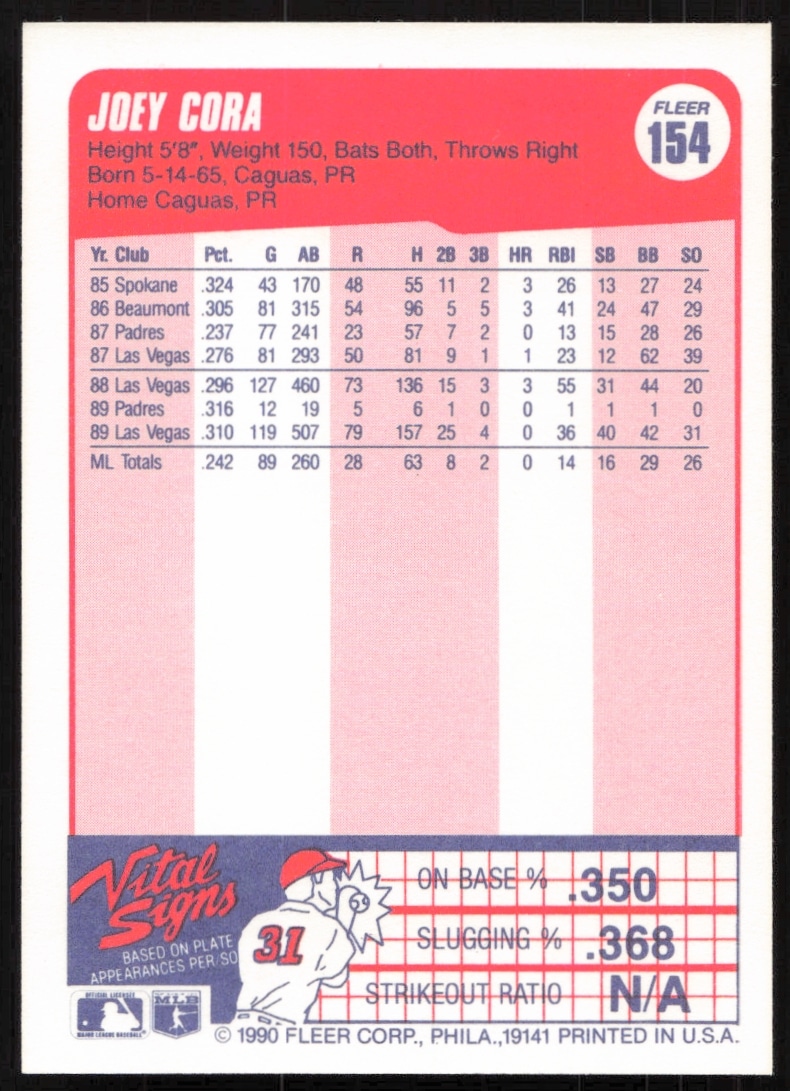 JOEY CORA
FLEER
154
Height 5'8", Weight 150, Bats Both, Throws Right
Born 5-14-65, Caguas, PR
Home Caguas, PR
Yr. Club Pct. G AB R H 2B 3B HR RBI SB BB SO
85 Spokane .324 43 170 48 55 11 2 3 26 13 27 24
86 Beaumont .305 81 315 54 96 5 5 3 41 24 47 29
87 Padres .237 77 241 23 57 7 2 0 13 15 28 26
87 Las Vegas .276 81 293 50 81 9 1 1 23 12 62 39
88 Las Vegas .296 127 460 73 136 15 3 3 55 31 44 20
89 Padres .316 12 19 5 6 1 0 0 1 1 1 0
89 Las Vegas .310 119 507 79 157 25 4 0 36 40 42 31
ML Totals .242 89 260 28 63 8 2 0 14 16 29 26
Vital
Signs
BASED ON PLATE
APPEARANCES PER/SO
31
ON BASE % .350
SLUGGING % .368
STRIKEOUT RATIO N/A
OFFICIAL LICENSEE
MAJOR LEAGUE BASEBALL
MLB
© 1990 FLEER CORP., PHILA.,19141 PRINTED IN U.S.A.